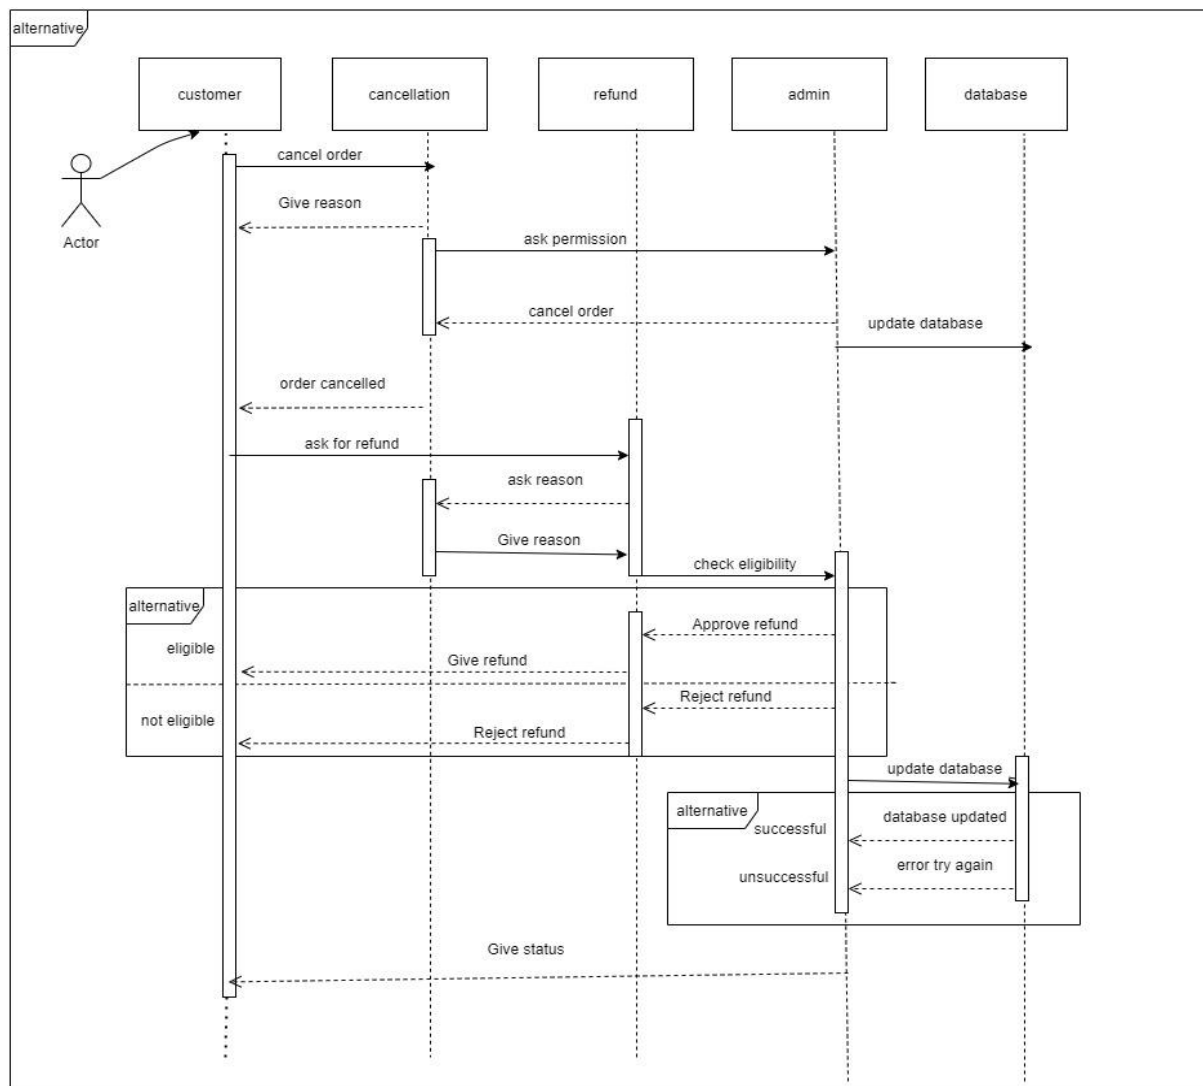 alternative
customer
cancellation
refund
admin
database
Actor
cancel order
Give reason
ask permission
cancel order
update database
order cancelled
ask for refund
ask reason
Give reason
check eligibility
alternative
Approve refund
eligible
Give refund
Reject refund
not eligible
Reject refund
update database
alternative
database updated
successful
error try again
unsuccessful
Give status